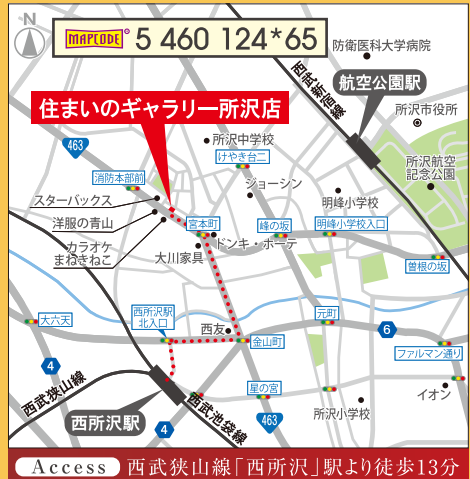 N
MAPCODE® 5 460 124*65
防衛医科大学病院
西武新宿線
航空公園駅
住まいのギャラリー所沢店
所沢市役所
463
所沢中学校
けやき台二
所沢航空
記念公園
消防本部前
ジョーシン
スターバックス
明峰小学校
洋服の青山
宮本町
峰の坂
明峰小学校入口
カラオケ
まねきねこ
ドンキ・ホーテ
大川家具
曽根の坂
西所沢駅
北入口
大六天
西友
元町
6
金山町
ファルマン通り
4
西武狭山線
星の宮
イオン
西所沢駅
西武池袋線
所沢小学校
4
463
Access 西武狭山線「西所沢」駅より徒歩13分